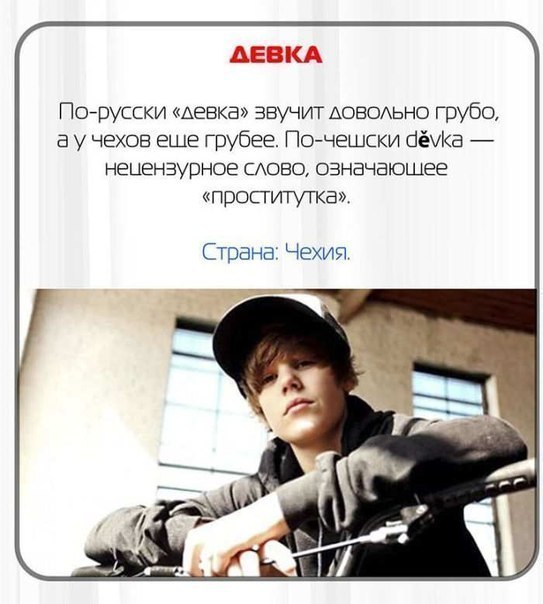 ДЕВКА
По-русски «девка» звучит довольно грубо,
а у чехов еще грубее. По-чешски děvka —
нецензурное слово, означающее
«проститутка».
Страна: Чехия.